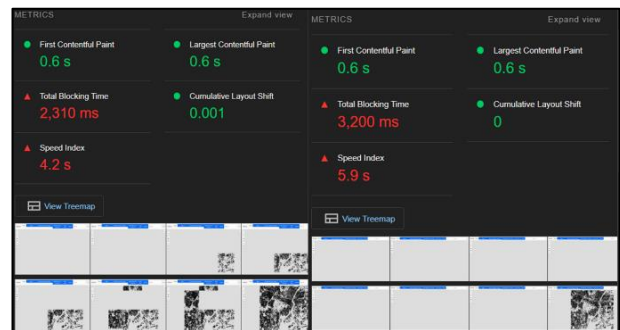 METRICS Expand view
First Contentful Paint Largest Contentful Paint
0.6 s 0.6 s
Total Blocking Time Cumulative Layout Shift
2,310 ms 0.001
Speed Index
4.2 s
View Treemap
METRICS Expand view
First Contentful Paint Largest Contentful Paint
0.6 s 0.6 s
Total Blocking Time Cumulative Layout Shift
3,200 ms 0
Speed Index
5.9 s
View Treemap